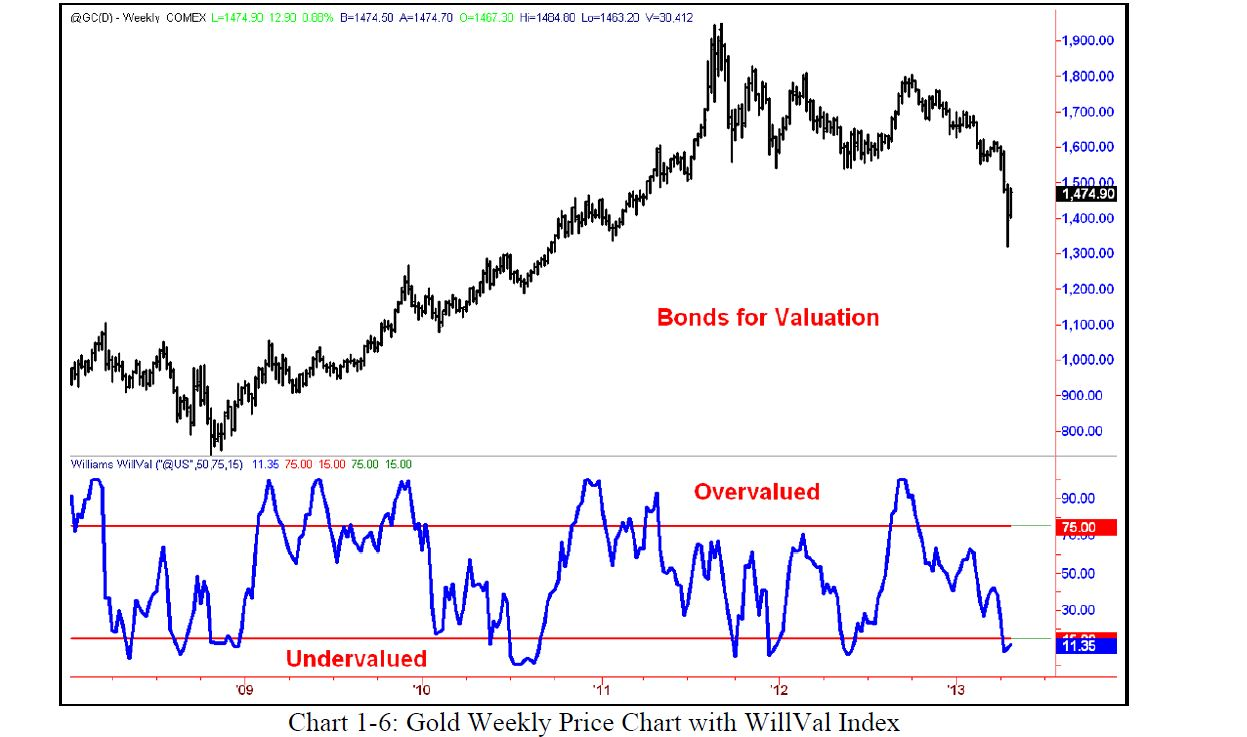 @GC(D) - Weekly COMEX L=1474.90 12.90 0.88% B=1474.50 A=1474.70 O=1467.30 Hi=1484.80 Lo=1463.20 V=30,412
1,900.00
1,800.00
1,700.00
1,600.00
1,500.00
1,474.90
1,400.00
1,300.00
1,200.00
Bonds for Valuation
1,100.00
1,000.00
900.00
800.00
Williams WillVal ("@US",50,75,15) 11.35 75.00 15.00 75.00 15.00
Overvalued
90.00
75.00
70.00
50.00
30.00
15.00
11.35
Undervalued
'09 '10 '11 '12 '13
Chart 1-6: Gold Weekly Price Chart with WillVal Index